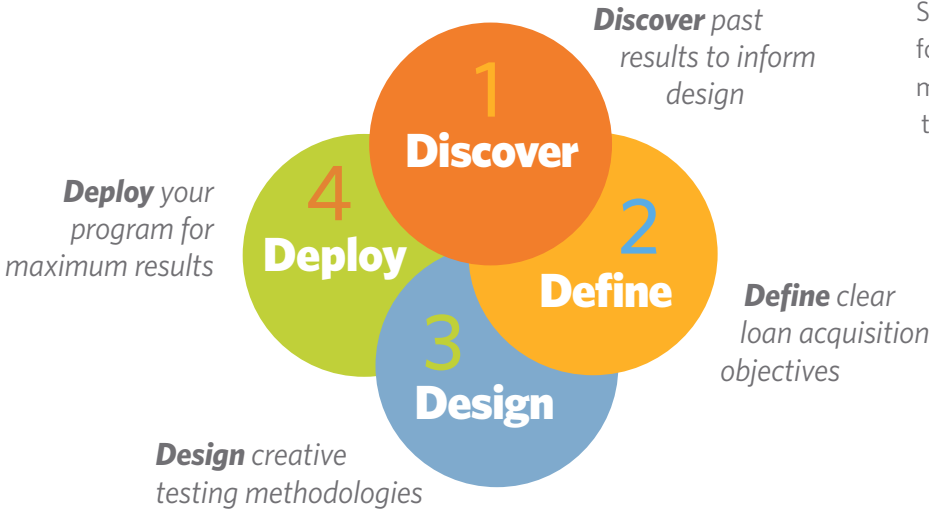 Discover past
results to inform
design
1
Discover
4
Deploy
Deploy your
program for
maximum results
2
Define
Define clear
loan acquisition
objectives
3
Design
Design creative
testing methodologies